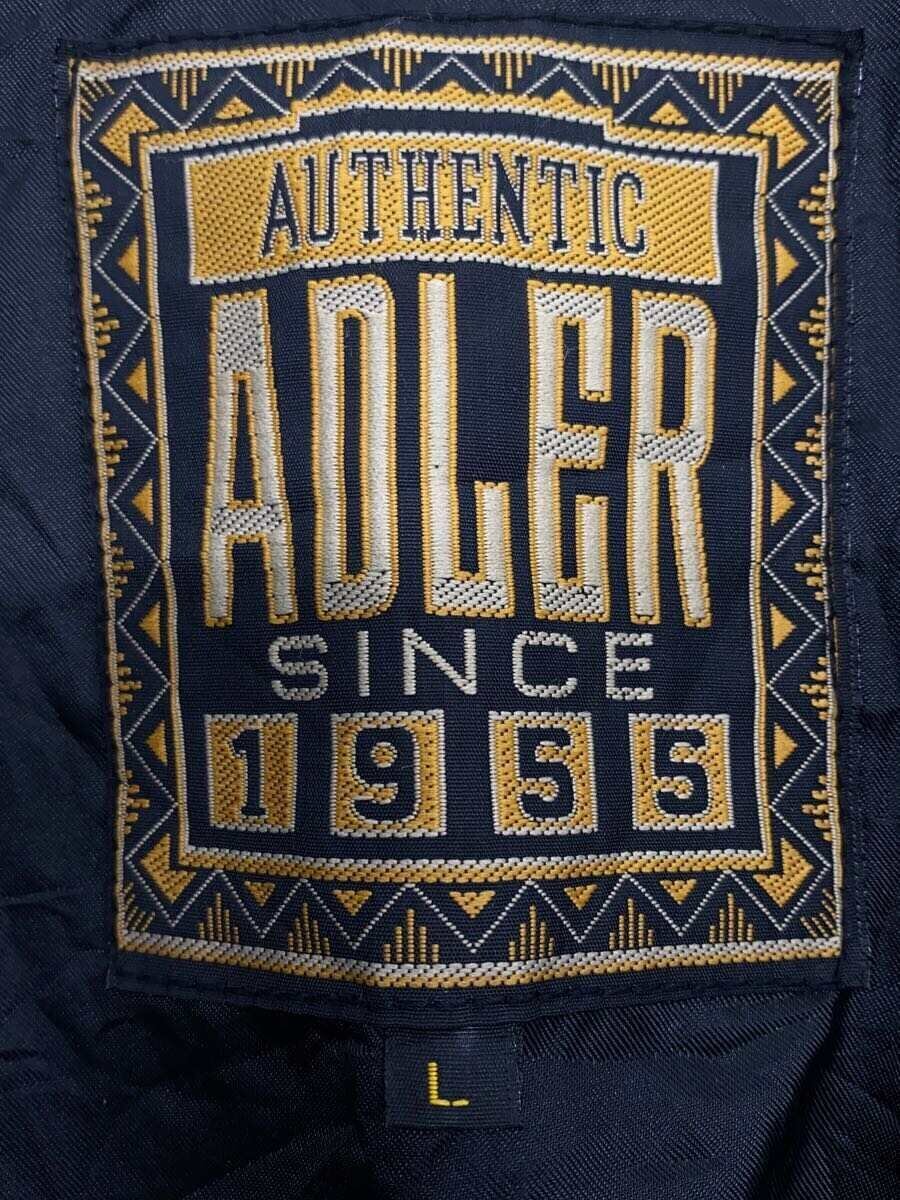 AUTHENTIC
ADLER
SINCE
1955
L